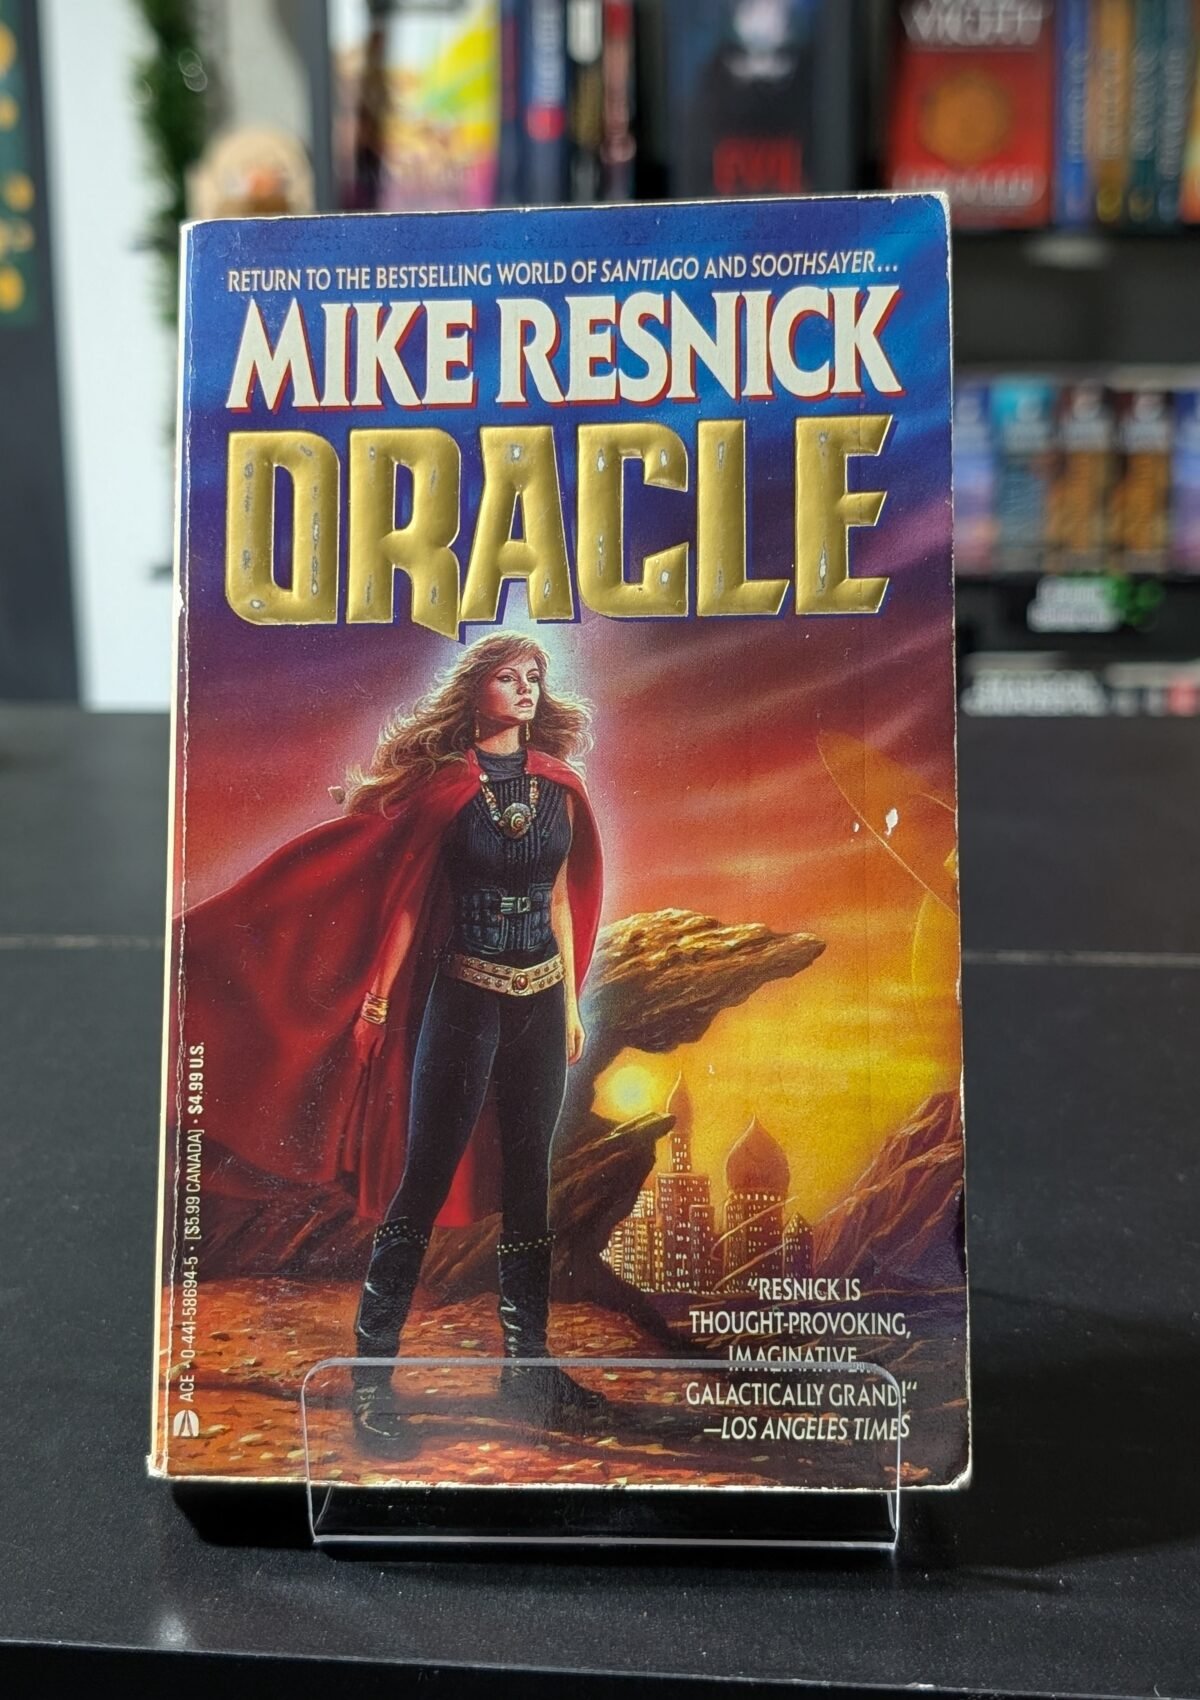 RETURN TO THE BESTSELLING WORLD OF SANTIAGO AND SOOTHSAYER...
MIKE RESNICK
ORACLE
ACE • 0-441-58694-5 • [$5.99 CANADA] • $4.99 U.S.
"RESNICK IS
THOUGHT-PROVOKING,
IMAGINATIVE...
GALACTICALLY GRAND!"
—LOS ANGELES TIMES